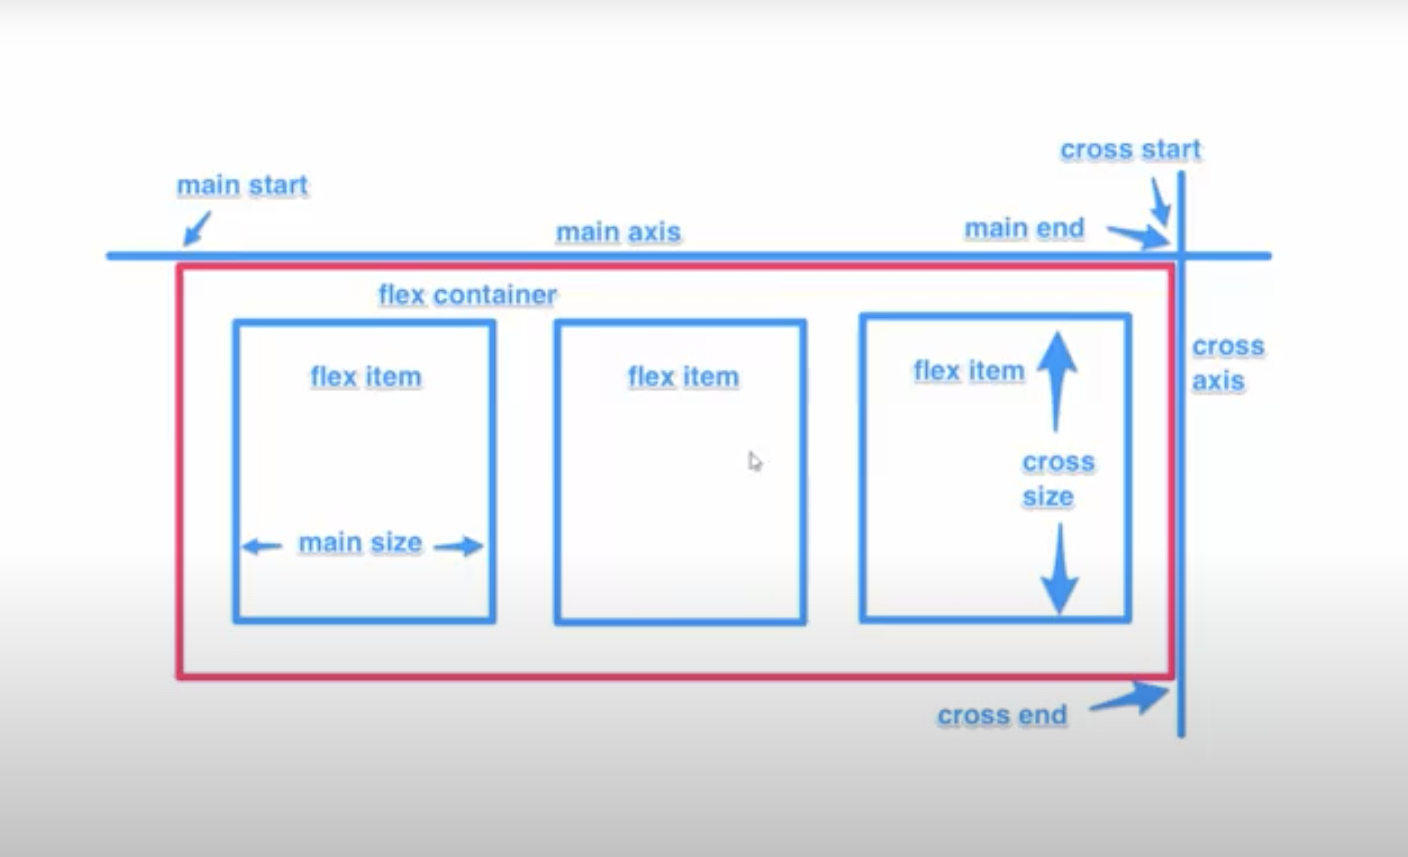 cross start
main start
main axis
main end
flex container
cross
axis
flex item
flex item
flex item
cross
size
main size
cross end